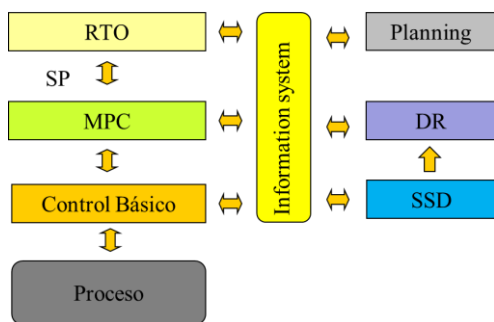 RTO
Planning
SP
MPC
Information system
DR
Control Básico
SSD
Proceso